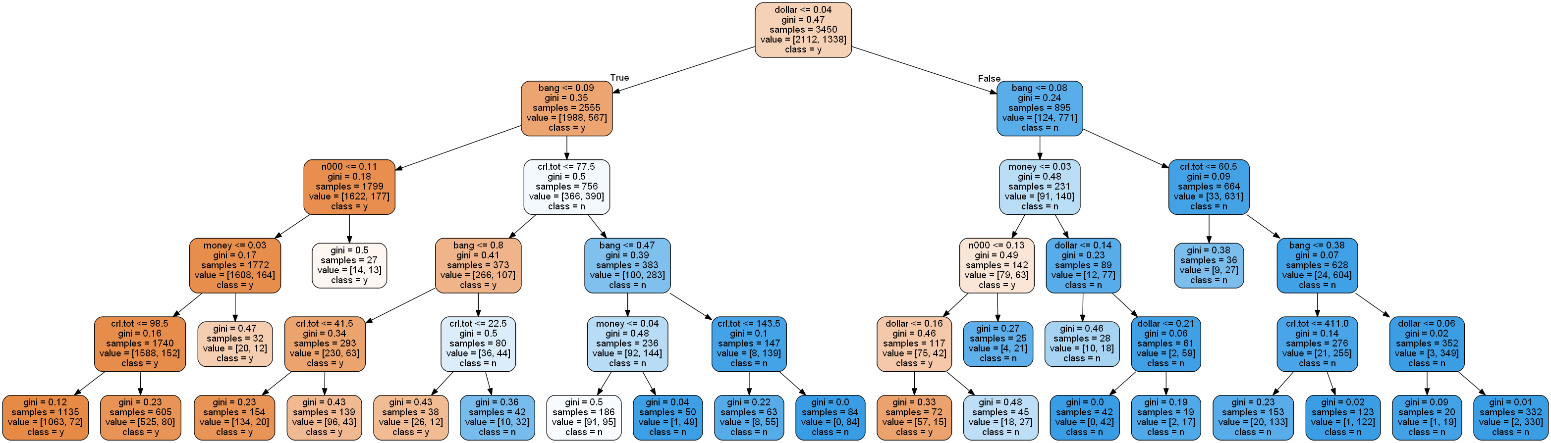 dollar <= 0.04
gini = 0.47
samples = 3450
value = [2112, 1338]
class = y
True
False
bang <= 0.09
gini = 0.35
samples = 2555
value = [1988, 567]
class = y
bang <= 0.08
gini = 0.24
samples = 895
value = [124, 771]
class = n
n000 <= 0.11
gini = 0.18
samples = 1799
value = [1622, 177]
class = y
crl.tot <= 77.5
gini = 0.5
samples = 756
value = [366, 390]
class = n
money <= 0.03
gini = 0.48
samples = 231
value = [91, 140]
class = n
crl.tot <= 60.5
gini = 0.09
samples = 664
value = [33, 631]
class = n
money <= 0.03
gini = 0.17
samples = 1772
value = [1608, 164]
class = y
gini = 0.5
samples = 27
value = [14, 13]
class = y
bang <= 0.8
gini = 0.41
samples = 373
value = [266, 107]
class = y
bang <= 0.47
gini = 0.39
samples = 383
value = [100, 283]
class = n
n000 <= 0.13
gini = 0.49
samples = 142
value = [79, 63]
class = y
dollar <= 0.14
gini = 0.23
samples = 89
value = [12, 77]
class = n
gini = 0.38
samples = 36
value = [9, 27]
class = n
bang <= 0.38
gini = 0.07
samples = 628
value = [24, 604]
class = n
crl.tot <= 98.5
gini = 0.16
samples = 1740
value = [1588, 152]
class = y
gini = 0.47
samples = 32
value = [20, 12]
class = y
crl.tot <= 41.5
gini = 0.34
samples = 293
value = [230, 63]
class = y
crl.tot <= 22.5
gini = 0.5
samples = 80
value = [36, 44]
class = n
money <= 0.04
gini = 0.48
samples = 236
value = [92, 144]
class = n
crl.tot <= 143.5
gini = 0.1
samples = 147
value = [8, 139]
class = n
dollar <= 0.16
gini = 0.46
samples = 117
value = [75, 42]
class = y
gini = 0.27
samples = 25
value = [4, 21]
class = n
gini = 0.46
samples = 28
value = [10, 18]
class = n
dollar <= 0.21
gini = 0.06
samples = 61
value = [2, 59]
class = n
crl.tot <= 411.0
gini = 0.14
samples = 276
value = [21, 255]
class = n
dollar <= 0.06
gini = 0.02
samples = 352
value = [3, 349]
class = n
gini = 0.12
samples = 1135
value = [1063, 72]
class = y
gini = 0.23
samples = 605
value = [525, 80]
class = y
gini = 0.23
samples = 154
value = [134, 20]
class = y
gini = 0.43
samples = 139
value = [96, 43]
class = y
gini = 0.43
samples = 38
value = [26, 12]
class = y
gini = 0.36
samples = 42
value = [10, 32]
class = n
gini = 0.5
samples = 186
value = [91, 95]
class = n
gini = 0.04
samples = 50
value = [1, 49]
class = n
gini = 0.22
samples = 63
value = [8, 55]
class = n
gini = 0.0
samples = 84
value = [0, 84]
class = n
gini = 0.33
samples = 72
value = [57, 15]
class = y
gini = 0.48
samples = 45
value = [18, 27]
class = n
gini = 0.0
samples = 42
value = [0, 42]
class = n
gini = 0.19
samples = 19
value = [2, 17]
class = n
gini = 0.23
samples = 153
value = [20, 133]
class = n
gini = 0.02
samples = 123
value = [1, 122]
class = n
gini = 0.09
samples = 20
value = [1, 19]
class = n
gini = 0.01
samples = 332
value = [2, 330]
class = n